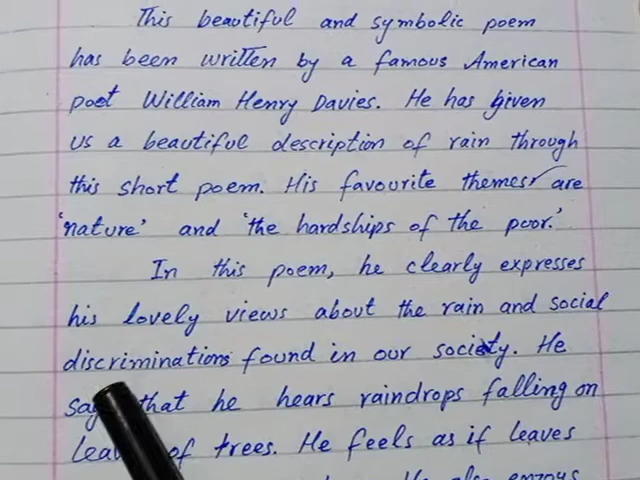 This beautiful and symbolic poem
has been written by a famous American
poet William Henry Davies. He has given
us a beautiful description of rain through
this short poem. His favourite themes are
'nature' and 'the hardships of the poor.'
In this poem, he clearly expresses
his lovely views about the rain and social
discriminations found in our society. He
that he hears raindrops falling on
of trees. He feels as if leaves
He also enjoys